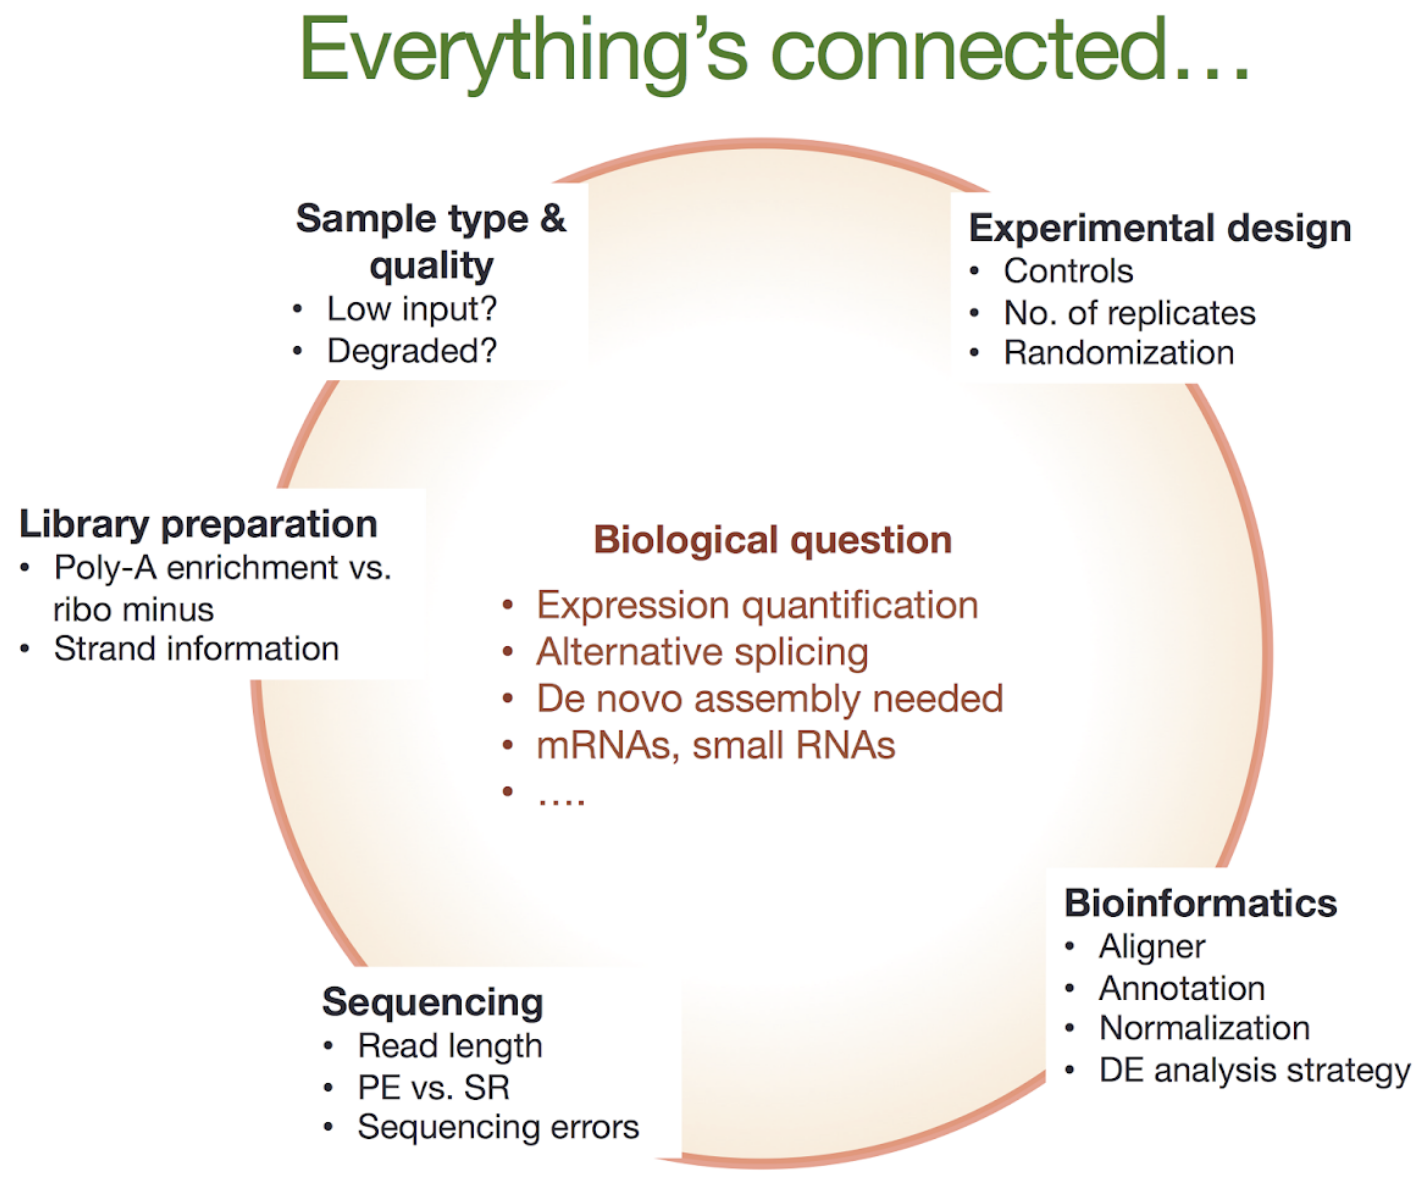 Everything’s connected…
Sample type &
quality
• Low input?
• Degraded?
Experimental design
• Controls
• No. of replicates
• Randomization
Library preparation
• Poly-A enrichment vs.
ribo minus
• Strand information
Biological question
• Expression quantification
• Alternative splicing
• De novo assembly needed
• mRNAs, small RNAs
• ….
Sequencing
• Read length
• PE vs. SR
• Sequencing errors
Bioinformatics
• Aligner
• Annotation
• Normalization
• DE analysis strategy